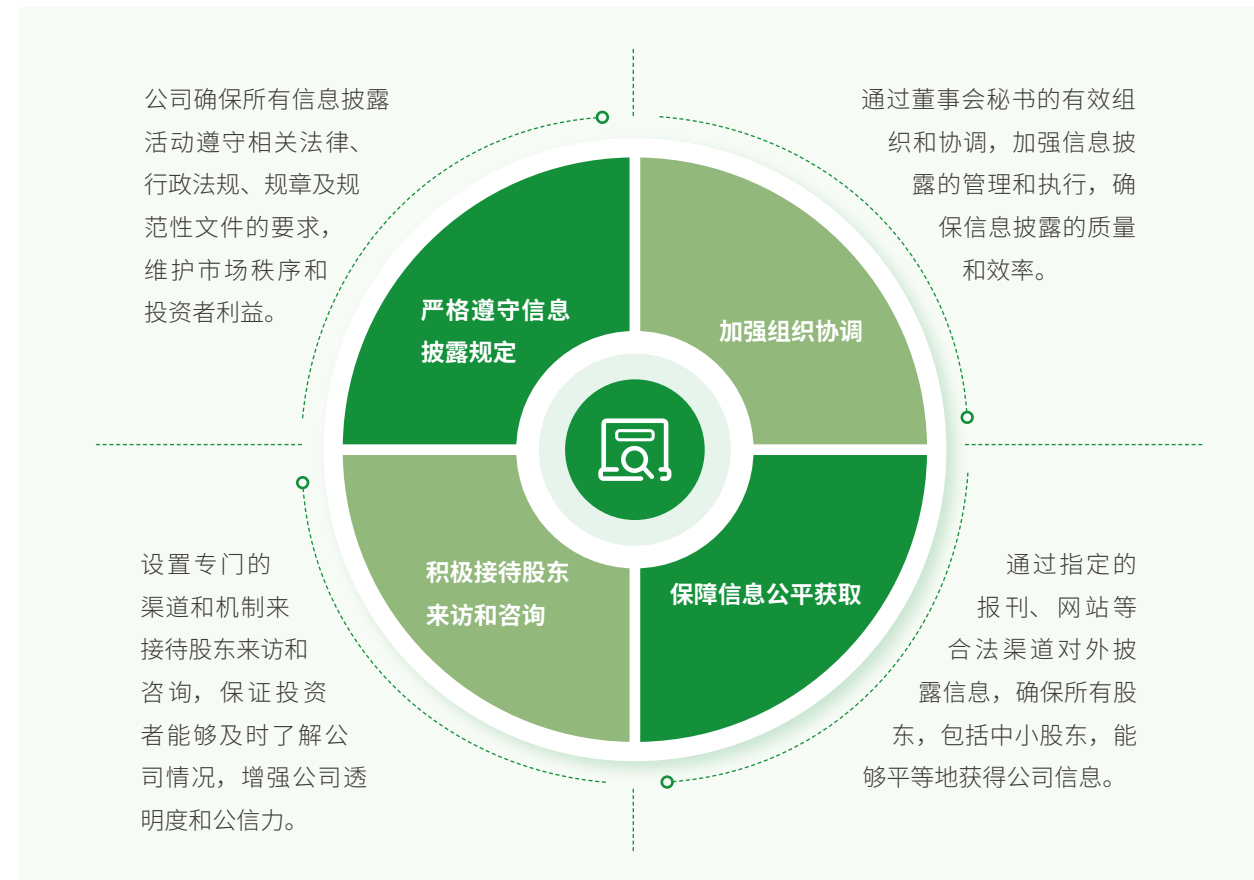 公司确保所有信息披露
活动遵守相关法律、
行政法规、规章及规
范性文件的要求，
维护市场秩序和
投资者利益。
严格遵守信息
披露规定
通过董事会秘书的有效组
织和协调，加强信息披
露的管理和执行，确
保信息披露的质量
和效率。
加强组织协调
设置专门的
渠道和机制来
接待股东来访和
咨询，保证投资
者能够及时了解公
司情况，增强公司透
明度和公信力。
积极接待股东
来访和咨询
保障信息公平获取
通过指定的
报刊、网站等
合法渠道对外披
露信息，确保所有股
东，包括中小股东，能
够平等地获得公司信息。